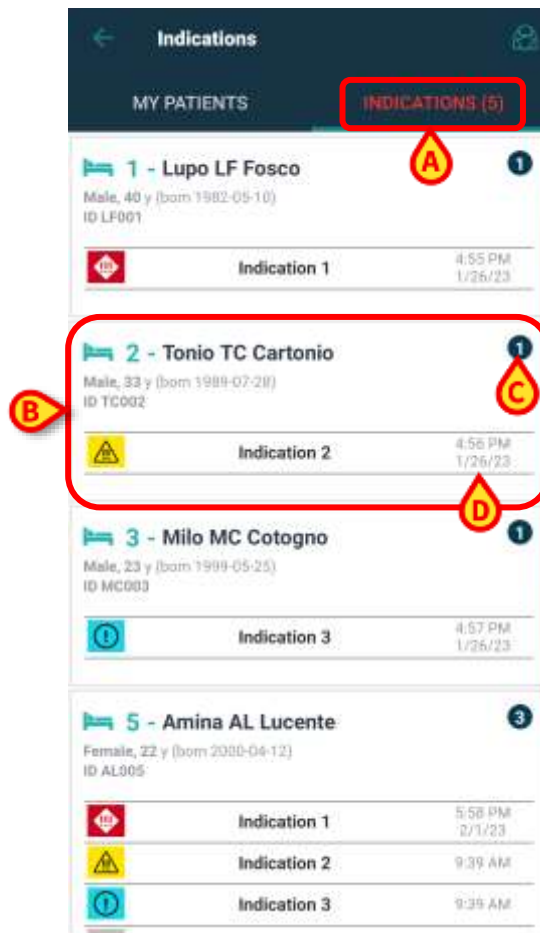 Indications
MY PATIENTS INDICATIONS (5)
A
1 - Lupo LF Fosco 1
Male, 40 y (born 1982-05-10)
ID LF001
Indication 1 4:55 PM
1/26/23
2 - Tonio TC Cartonio 1
Male, 33 y (born 1989-07-28)
C
B
ID TC002
Indication 2 4:56 PM
1/26/23
D
3 - Milo MC Cotogno 1
Male, 23 y (born 1999-05-25)
ID MC003
Indication 3 4:57 PM
1/26/23
5 - Amina AL Lucente 3
Female, 22 y (born 2000-04-12)
ID AL005
Indication 1 5:58 PM
2/1/23
Indication 2 9:39 AM
Indication 3 9:39 AM